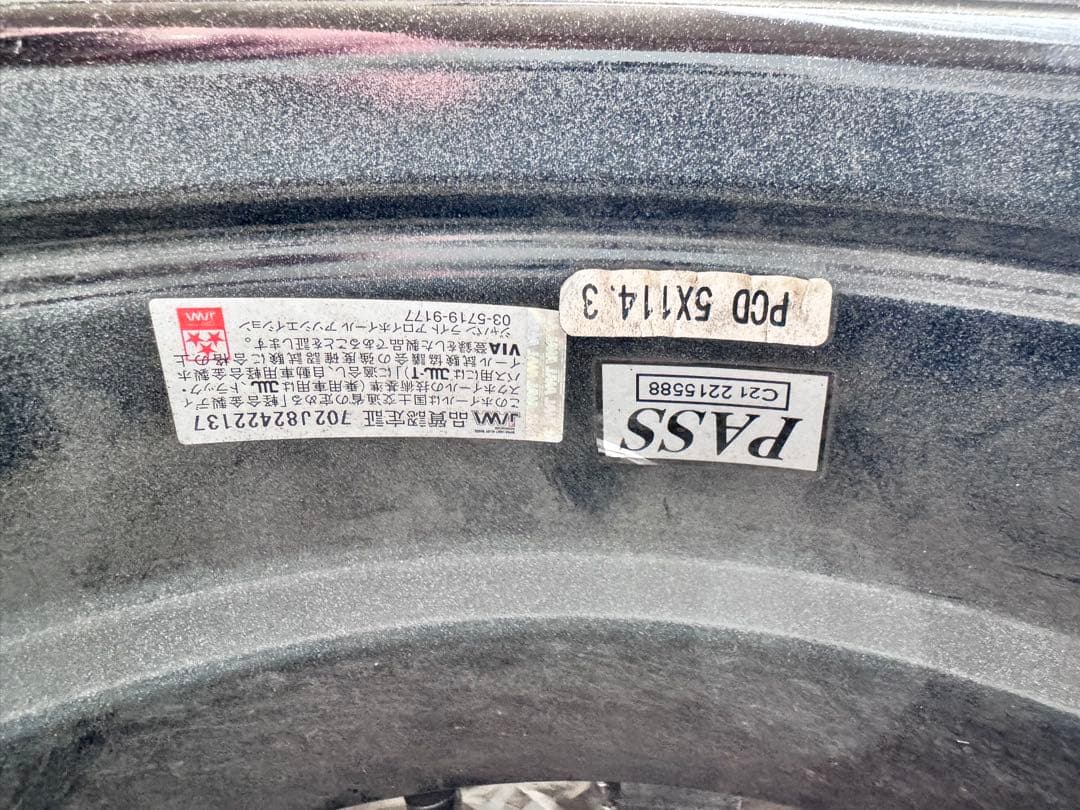 JAWA 品質認定証 702J82422137
このホイールは国土交通省の定める「軽合金製ディ
スクホイールの技術基準(乗用車用はJWL、トラック・
バス用にはJWL-T)」に適合し、自動車用軽合金製ホ
イール試験協議会の強度確認試験に合格の上
VIA登録をした製品であることを証します。
ジャパン ライト アロイホイール アソシエイション
03-5719-9177
JAWA
PCD 5X114.3
PASS
C21 2215588